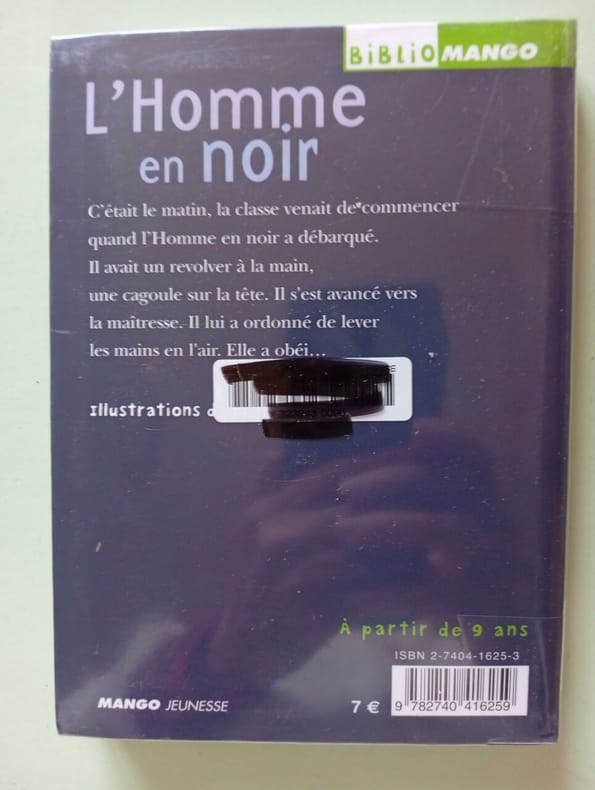 BiBLiO MANGO
L'Homme
en noir
C'était le matin, la classe venait de commencer
quand l'Homme en noir a débarqué.
Il avait un revolver à la main,
une cagoule sur la tête. Il s'est avancé vers
la maîtresse. Il lui a ordonné de lever
les mains en l'air. Elle a obéi...
Illustrations
À partir de 9 ans
ISBN 2-7404-1625-3
MANGO JEUNESSE
7 €
9 782740 416259